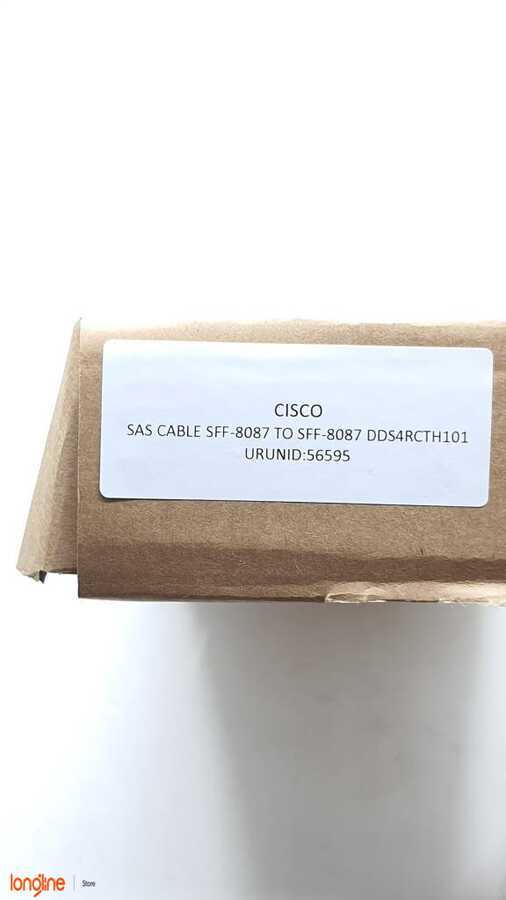 CISCO
SAS CABLE SFF-8087 TO SFF-8087 DDS4RCTH101
URUNID:56595
longline | Store